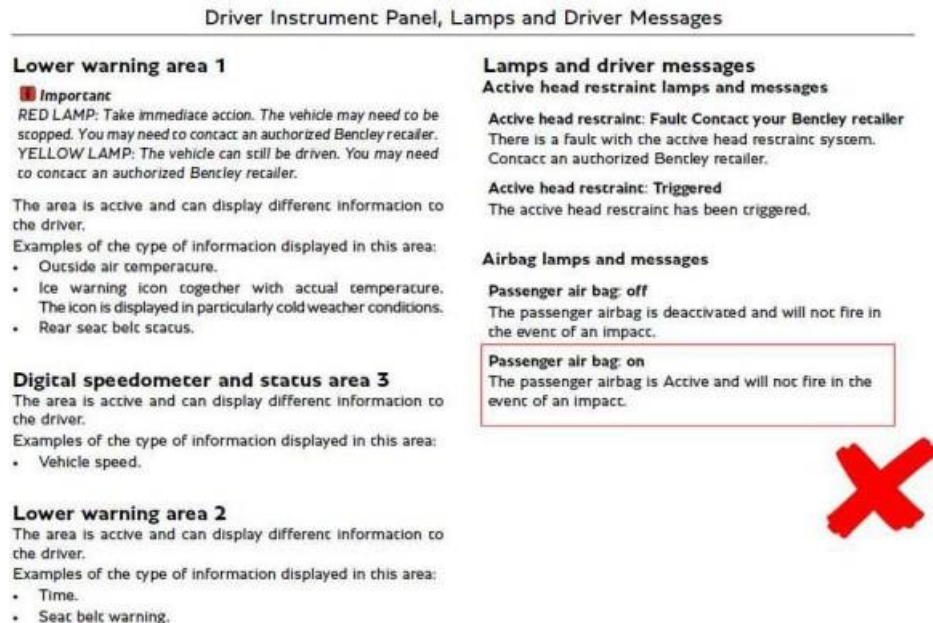 Driver Instrument Panel, Lamps and Driver Messages
Lower warning area 1
Important
RED LAMP: Take immediate action. The vehicle may need to be
stopped. You may need to contact an authorized Bentley retailer.
YELLOW LAMP: The vehicle can still be driven. You may need
to contact an authorized Bentley retailer.
The area is active and can display different information to
the driver.
Examples of the type of information displayed in this area:
• Outside air temperature.
• Ice warning icon together with actual temperature.
The icon is displayed in particularly cold weather conditions.
• Rear seat belt status.
Digital speedometer and status area 3
The area is active and can display different information to
the driver.
Examples of the type of information displayed in this area:
• Vehicle speed.
Lower warning area 2
The area is active and can display different information to
the driver.
Examples of the type of information displayed in this area:
• Time.
• Seat belt warning.
Lamps and driver messages
Active head restraint lamps and messages
Active head restraint: Fault Contact your Bentley retailer
There is a fault with the active head restraint system.
Contact an authorized Bentley retailer.
Active head restraint: Triggered
The active head restraint has been triggered.
Airbag lamps and messages
Passenger air bag: off
The passenger airbag is deactivated and will not fire in
the event of an impact.
Passenger air bag: on
The passenger airbag is Active and will not fire in the
event of an impact.